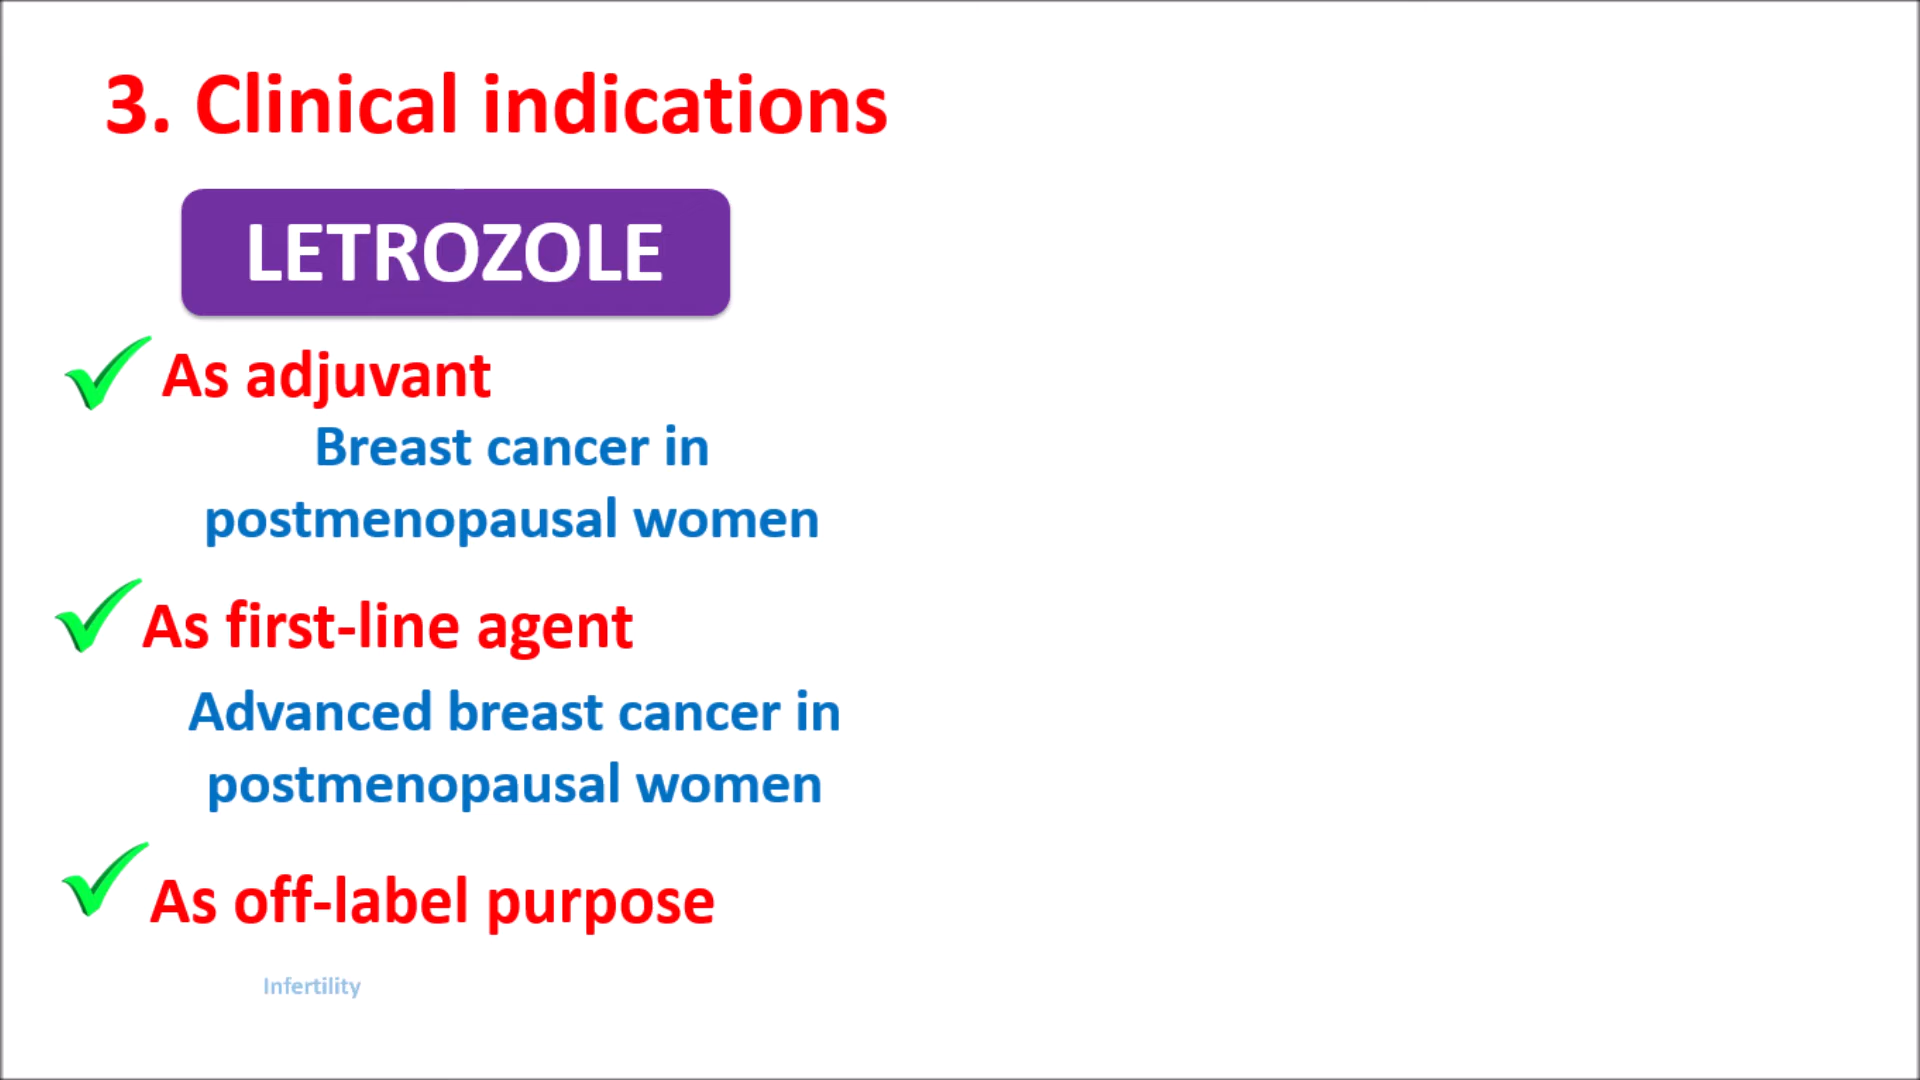 3. Clinical indications
LETROZOLE
As adjuvant
Breast cancer in
postmenopausal women
As first-line agent
Advanced breast cancer in
postmenopausal women
As off-label purpose
Infertility